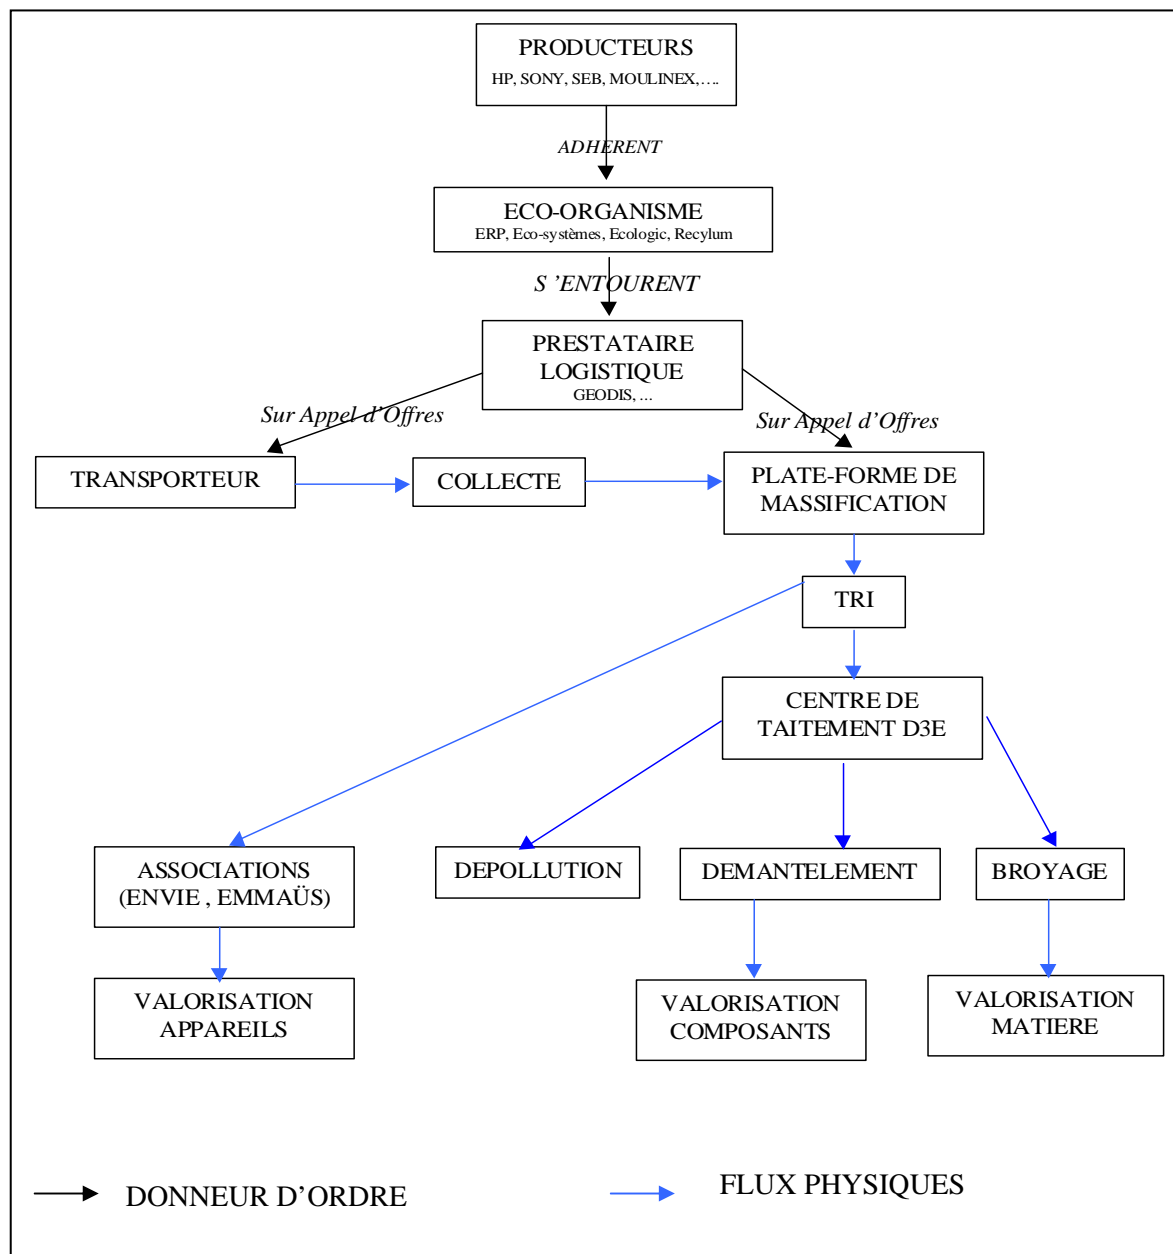 PRODUCTEURS
HP, SONY, SEB, MOULINEX,....
ADHERENT
ECO-ORGANISME
ERP, Eco-systèmes, Ecologic, Recylum
S ’ENTOURENT
PRESTATAIRE
LOGISTIQUE
GEODIS, ...
Sur Appel d’Offres
Sur Appel d’Offres
TRANSPORTEUR
COLLECTE
PLATE-FORME DE
MASSIFICATION
TRI
CENTRE DE
TAITEMENT D3E
ASSOCIATIONS
(ENVIE , EMMAÜS)
DEPOLLUTION
DEMANTELEMENT
BROYAGE
VALORISATION
APPAREILS
VALORISATION
COMPOSANTS
VALORISATION
MATIERE
DONNEUR D’ORDRE
FLUX PHYSIQUES